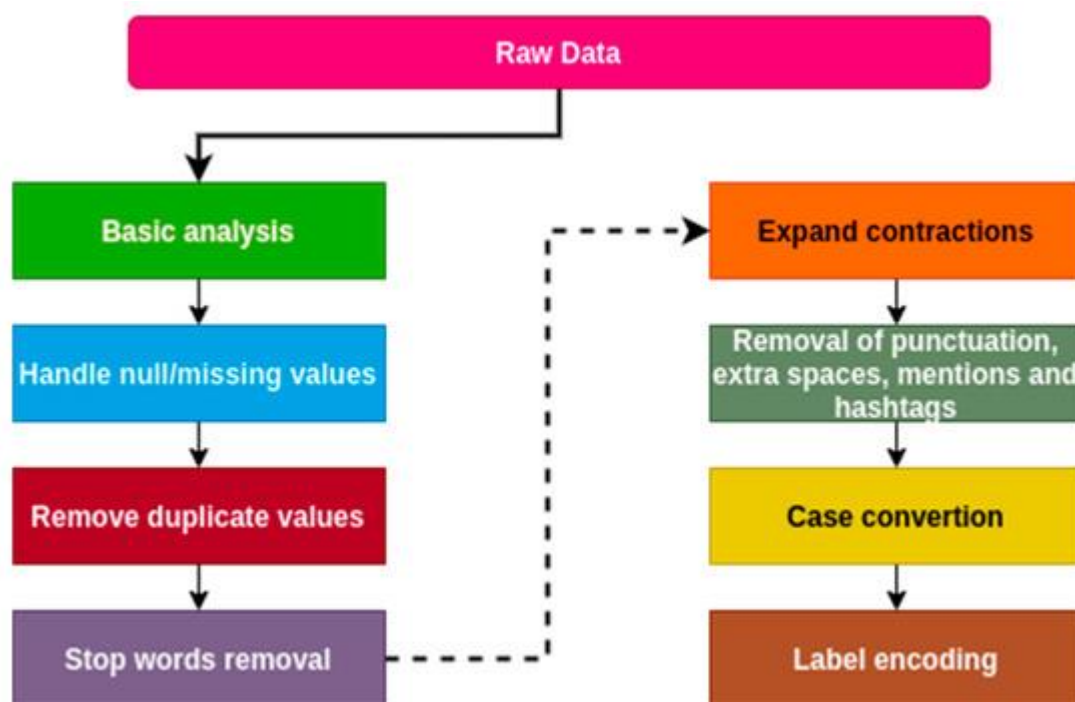 Raw Data
Basic analysis
Handle null/missing values
Remove duplicate values
Stop words removal
Expand contractions
Removal of punctuation,
extra spaces, mentions and
hashtags
Case convertion
Label encoding